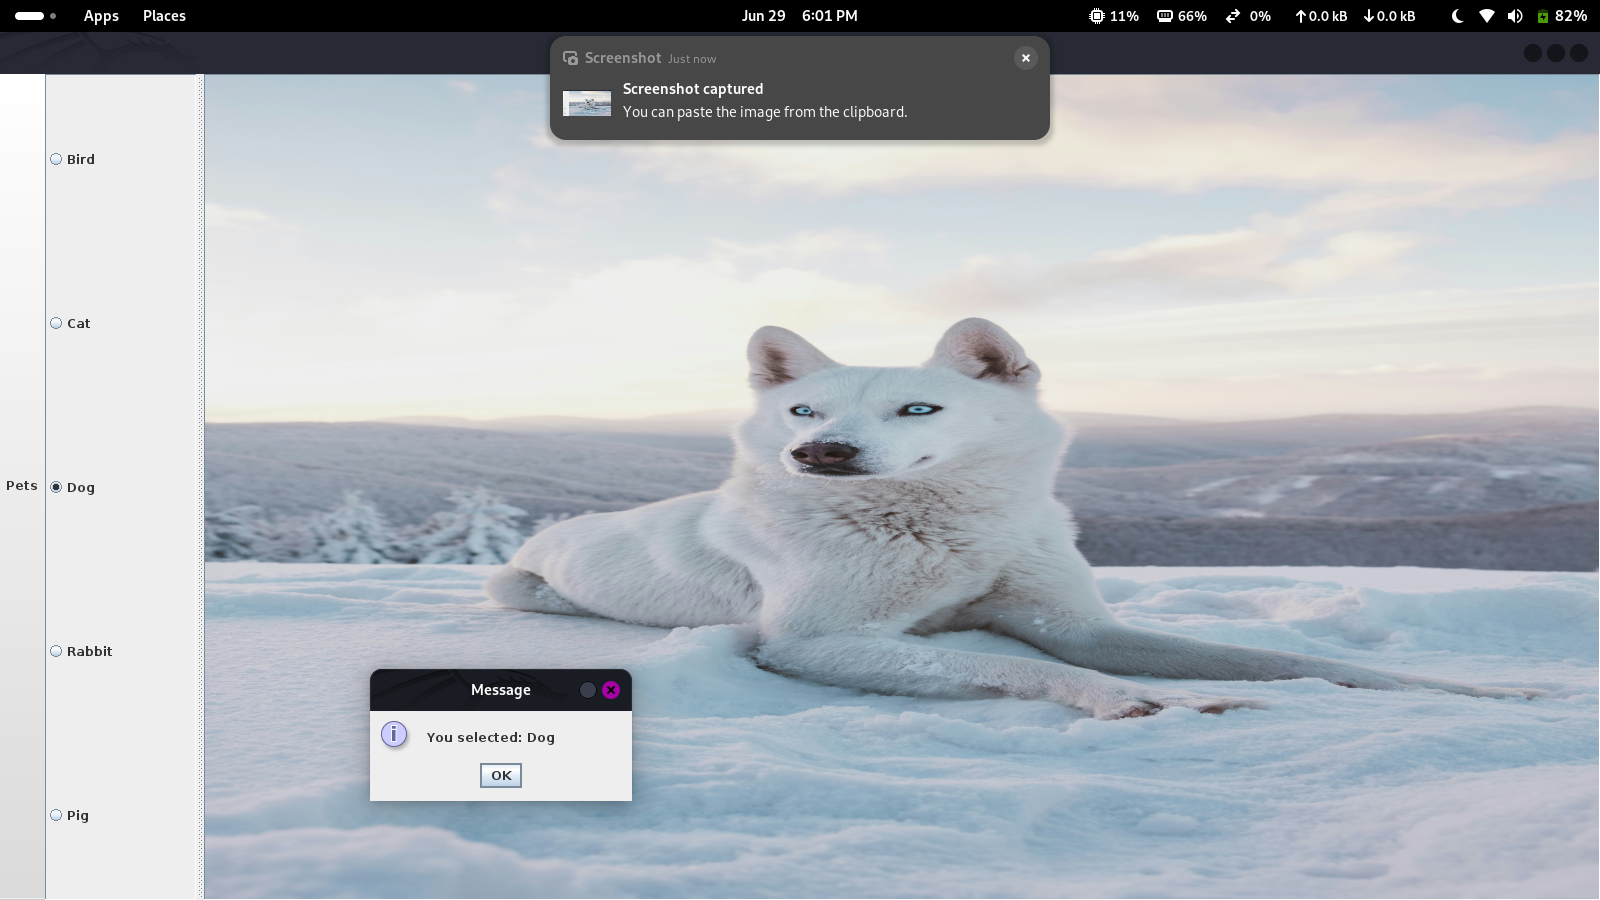 Apps Places Jun 29 6:01 PM 11% 66% 0% 0.0 kB 0.0 kB 82%
Screenshot Just now
Screenshot captured
You can paste the image from the clipboard.
Bird
Cat
Pets
Dog
Rabbit
Message
You selected: Dog
OK
Pig